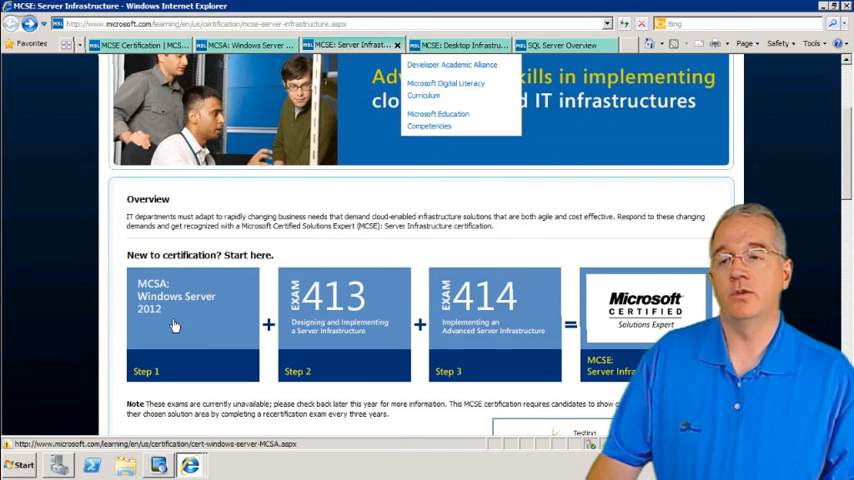 MCSE: Server Infrastructure - Windows Internet Explorer
http://www.microsoft.com/learning/en/us/certification/mcse-server-infrastructure.aspx
Bing
Favorites
MCSE Certification | MCS...
MCSA: Windows Server ...
MCSE: Server Infrast...
MCSE: Desktop Infrastru...
SQL Server Overview
Page
Safety
Tools
Developer Academic Alliance
Microsoft Digital Literacy
Curriculum
Microsoft Education
Competencies
kills in implementing
IT infrastructures
Overview
IT departments must adapt to rapidly changing business needs that demand cloud-enabled infrastructure solutions that are both agile and cost effective. Respond to these changing
demands and get recognized with a Microsoft Certified Solutions Expert (MCSE): Server Infrastructure certification.
New to certification? Start here.
MCSA:
Windows Server
2012
Step 1
+
EXAM 413
Designing and Implementing
a Server Infrastructure
Step 2
+
EXAM 414
Implementing an
Advanced Server Infrastructure
Step 3
=
Microsoft
CERTIFIED
Solutions Expert
MCSE:
Server Infra
Note These exams are currently unavailable; please check back later this year for more information. This MCSE certification requires candidates to show
their chosen solution area by completing a recertification exam every three years.
Testing
http://www.microsoft.com/learning/en/us/certification/cert-windows-server-MCSA.aspx
Start